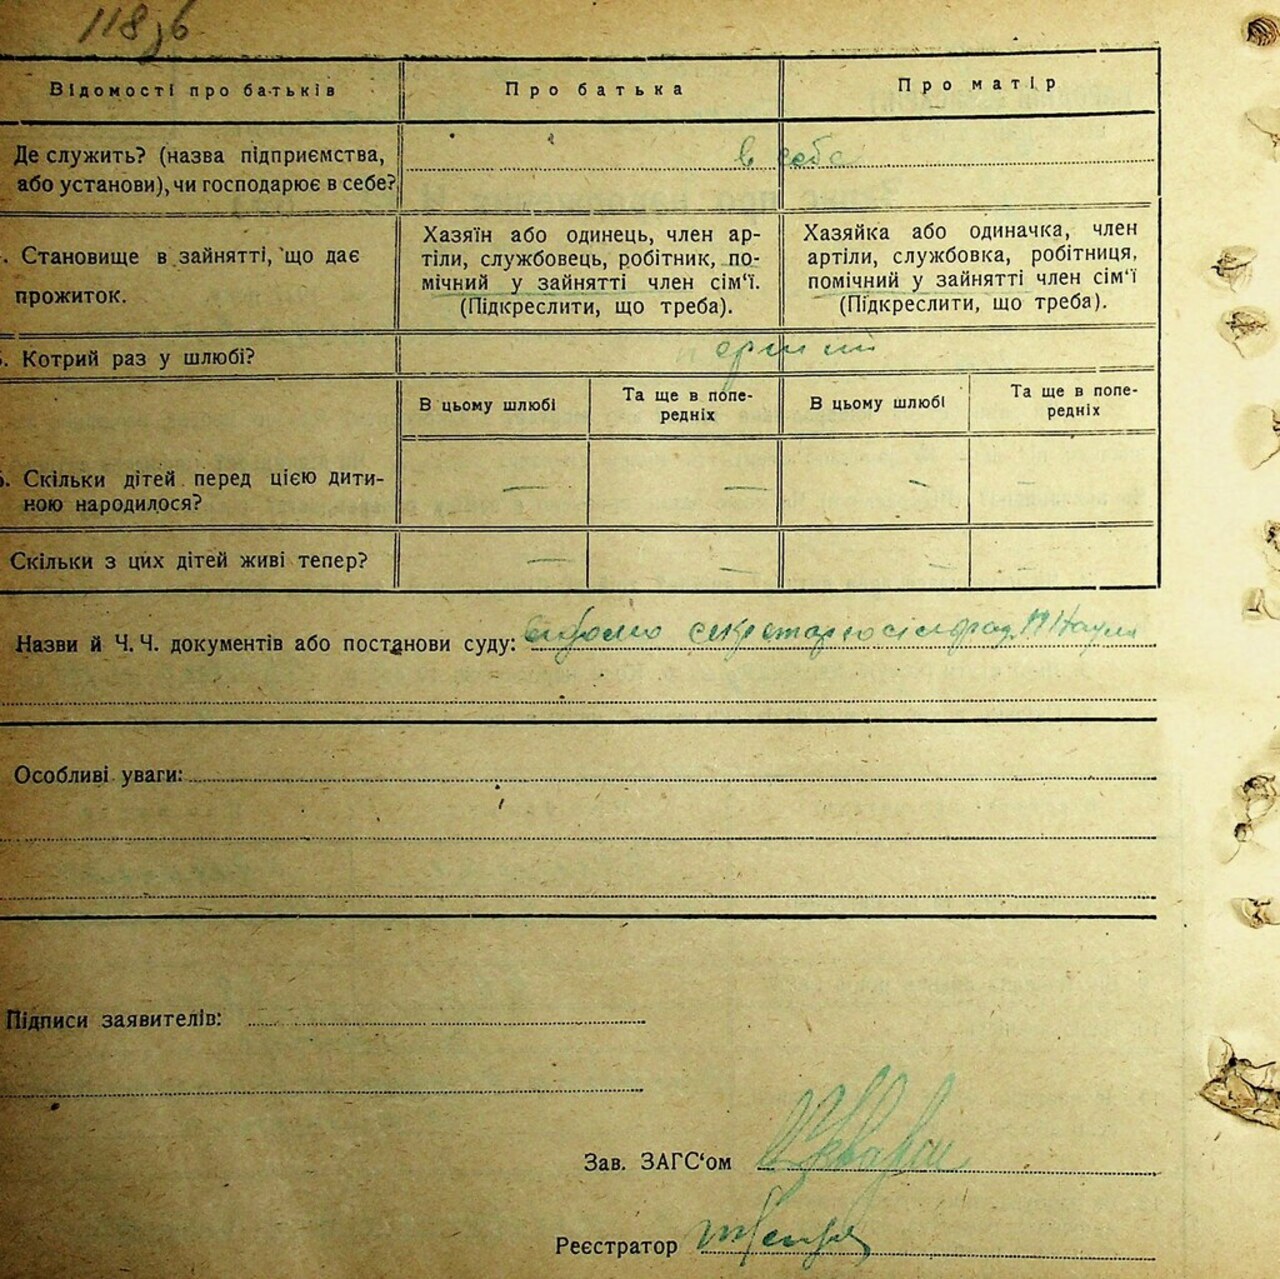 118зв
Відомості про батьків
Про батька
Про матір
Де служить? (назва підприємства,
або установи), чи господарює в себе?
в себе
Становище в зайнятті, що дає
прожиток.
Хазяїн або одинець, член ар-
тіли, службовець, робітник, по-
мічний у зайнятті член сім‘ї.
(Підкреслити, що треба).
Хазяйка або одиначка, член
артіли, службовка, робітниця,
помічний у зайнятті член сім‘ї
(Підкреслити, що треба).
Котрий раз у шлюбі?
В цьому шлюбі
Та ще в попе-
редніх
В цьому шлюбі
Та ще в попе-
редніх
Скільки дітей перед цією дити-
ною народилося?
— — — —
Скільки з цих дітей живі тепер?
— — — —
Назви й Ч. Ч. документів або постанови суду: секретарю
Особливі уваги:
Підписи заявителів:
Зав. ЗАГС‘ом
Реєстратор